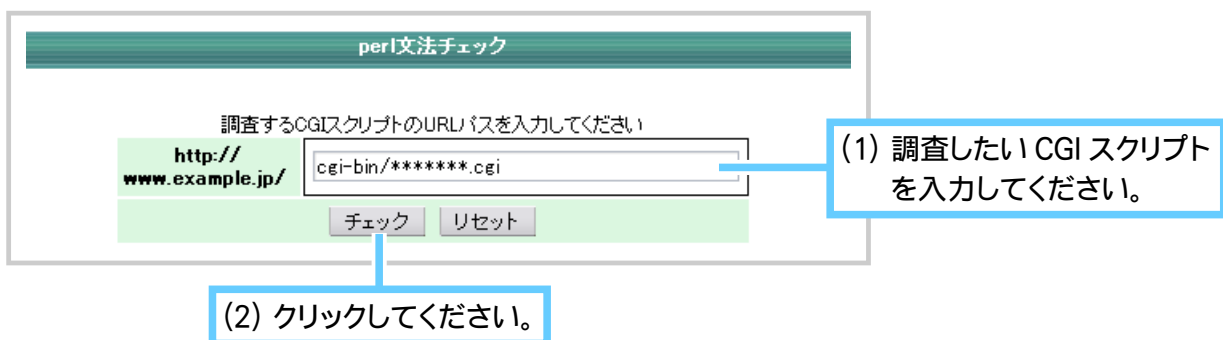 perl文法チェック
調査するCGIスクリプトのURLパスを入力してください
http://
www.example.jp/
cgi-bin/*******.cgi
チェック リセット
(1) 調査したい CGI スクリプト
を入力してください。
(2) クリックしてください。